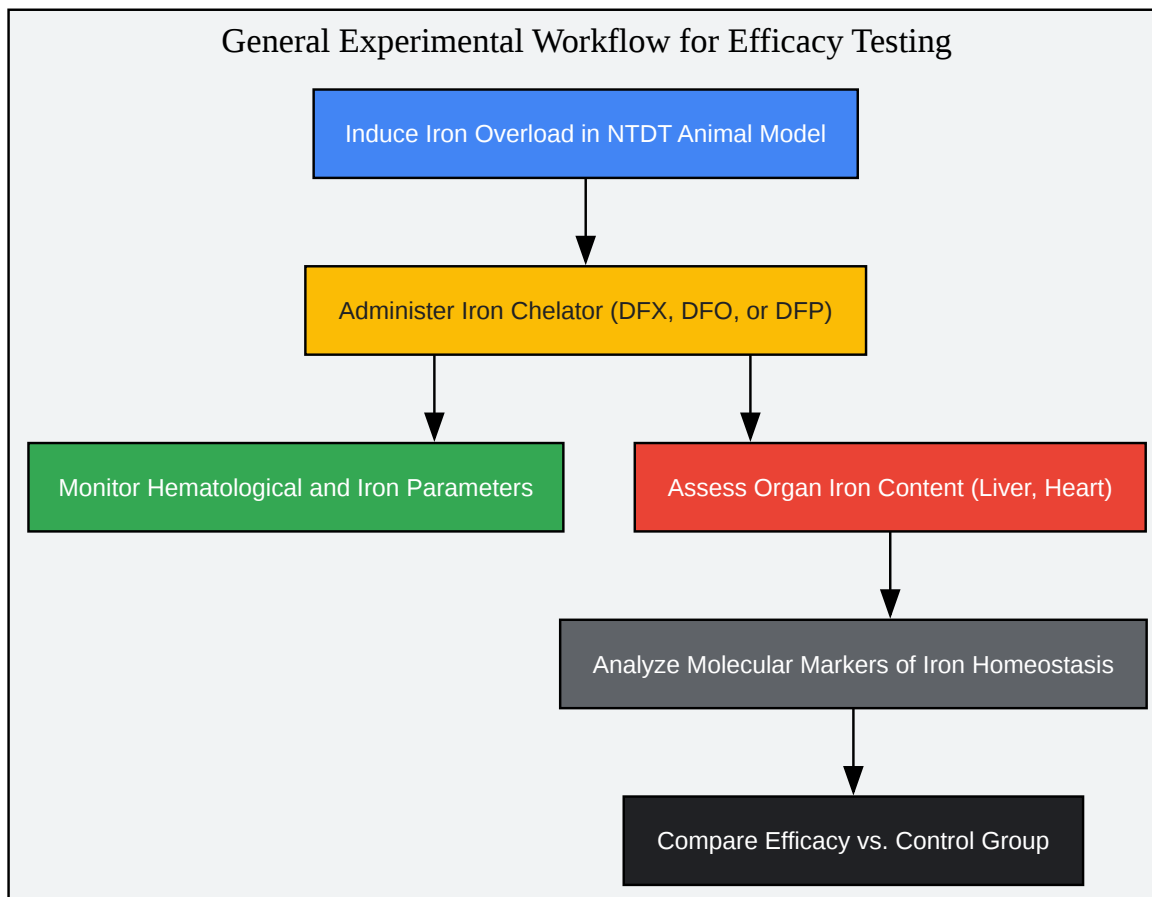 General Experimental Workflow for Efficacy Testing
Induce Iron Overload in NTDT Animal Model
Administer Iron Chelator (DFX, DFO, or DFP)
Monitor Hematological and Iron Parameters
Assess Organ Iron Content (Liver, Heart)
Analyze Molecular Markers of Iron Homeostasis
Compare Efficacy vs. Control Group